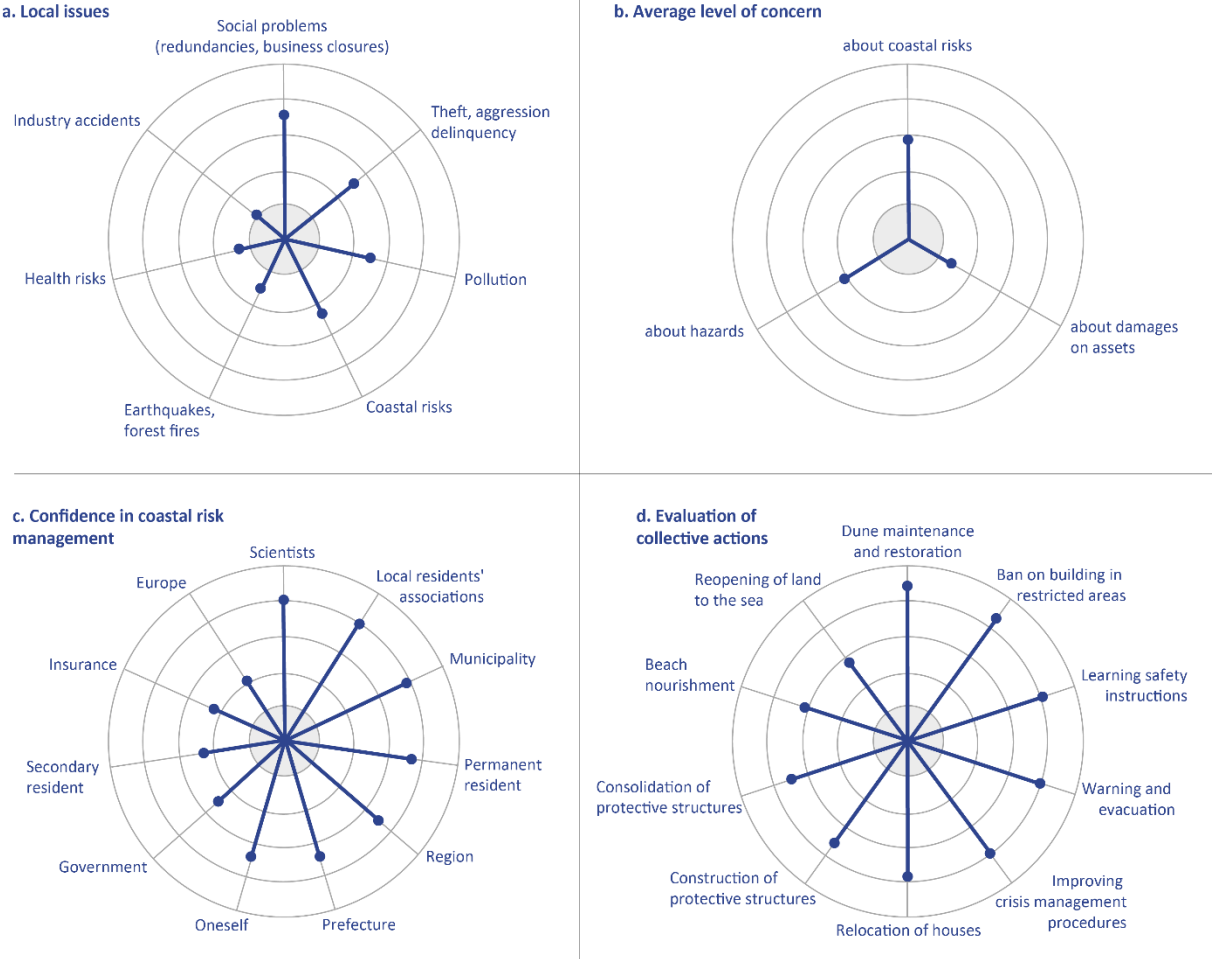 a. Local issues
Social problems
(redundancies, business closures)
Theft, aggression
delinquency
Pollution
Coastal risks
Earthquakes,
forest fires
Health risks
Industry accidents
b. Average level of concern
about coastal risks
about damages
on assets
about hazards
c. Confidence in coastal risk
management
Scientists
Local residents'
associations
Municipality
Permanent
resident
Region
Prefecture
Oneself
Government
Secondary
resident
Insurance
Europe
d. Evaluation of
collective actions
Dune maintenance
and restoration
Ban on building in
restricted areas
Learning safety
instructions
Warning and
evacuation
Improving
crisis management
procedures
Relocation of houses
Construction of
protective structures
Consolidation of
protective structures
Beach
nourishment
Reopening of land
to the sea